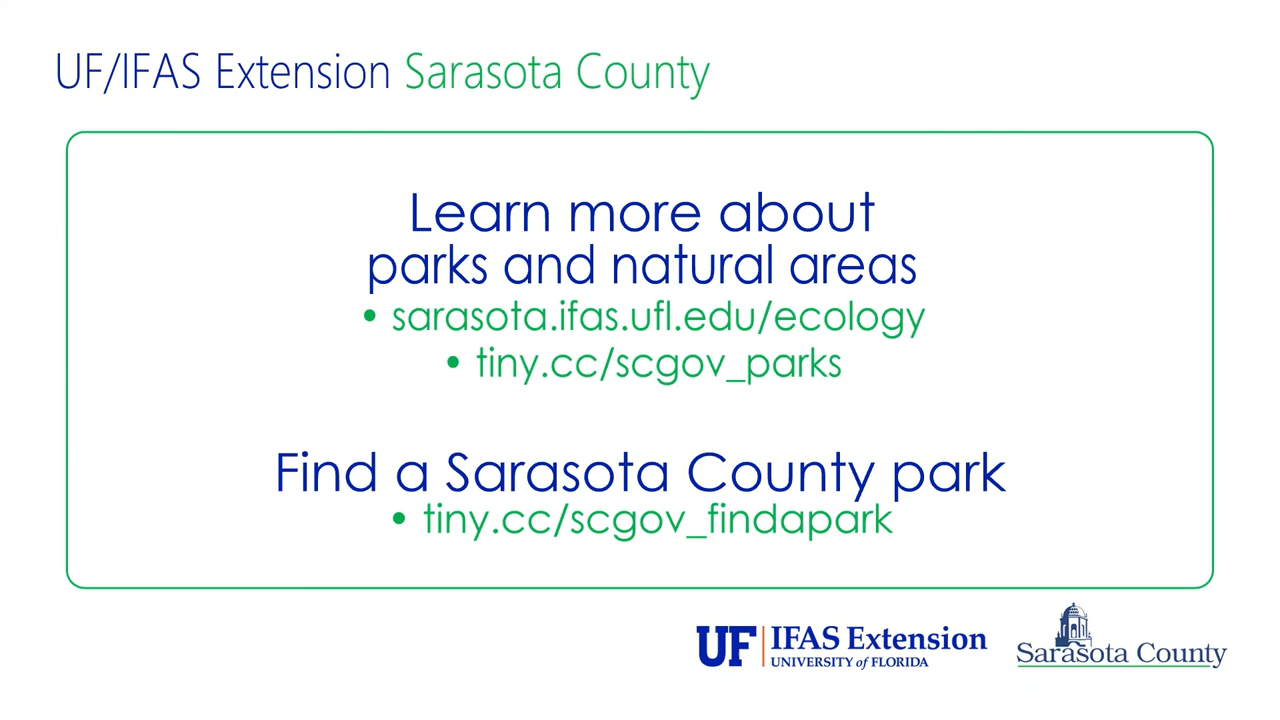 UF/IFAS Extension Sarasota County
Learn more about
parks and natural areas
• sarasota.ifas.ufl.edu/ecology
• tiny.cc/scgov_parks
Find a Sarasota County park
• tiny.cc/scgov_findapark
UF IFAS Extension
UNIVERSITY of FLORIDA
Sarasota County